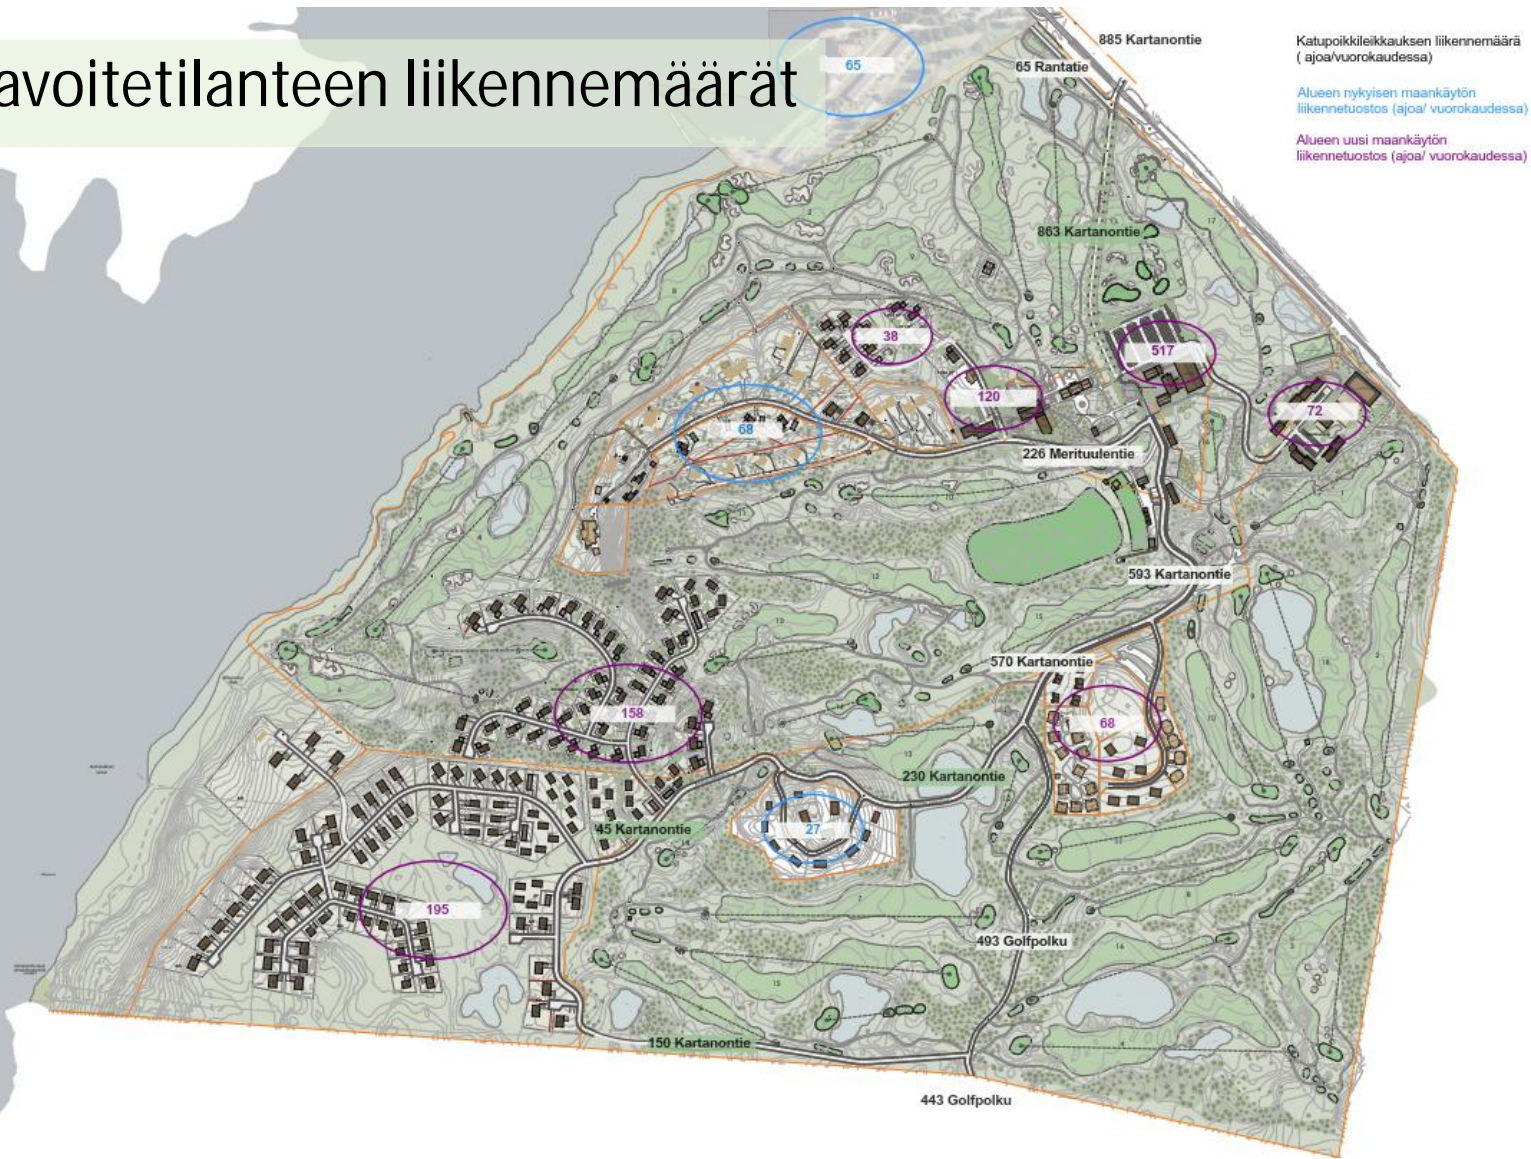 avoitetilanteen liikennemäärät
65
885 Kartanontie
65 Rantatie
Katupoikkileikkauksen liikennemäärä
( ajoa/vuorokaudessa)
Alueen nykyisen maankäytön
liikennetuostos (ajoa/ vuorokaudessa)
Alueen uusi maankäytön
liikennetuostos (ajoa/ vuorokaudessa)
863 Kartanontie
38
517
120
72
68
226 Merituulentie
593 Kartanontie
570 Kartanontie
158
68
230 Kartanontie
45 Kartanontie
27
195
493 Golfpolku
150 Kartanontie
443 Golfpolku